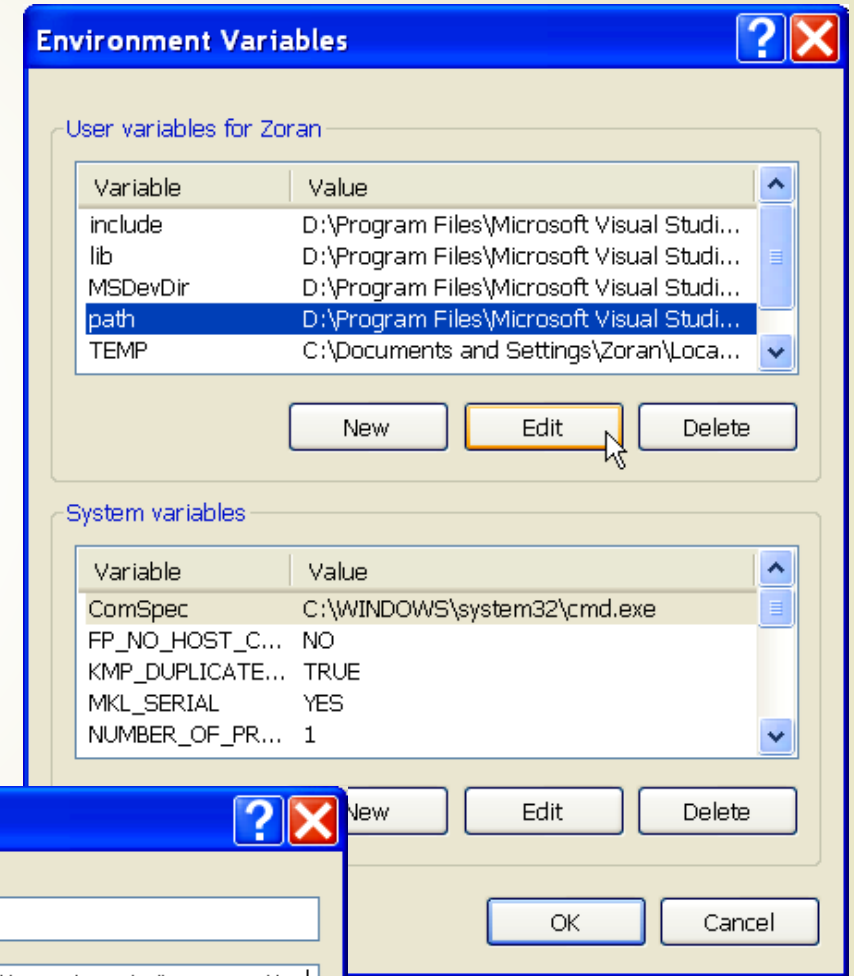 Environment Variables
User variables for Zoran
Variable Value
include D:\Program Files\Microsoft Visual Studi...
lib D:\Program Files\Microsoft Visual Studi...
MSDevDir D:\Program Files\Microsoft Visual Studi...
path D:\Program Files\Microsoft Visual Studi...
TEMP C:\Documents and Settings\Zoran\Loca...
New Edit Delete
System variables
Variable Value
ComSpec C:\WINDOWS\system32\cmd.exe
FP_NO_HOST_C... NO
KMP_DUPLICATE... TRUE
MKL_SERIAL YES
NUMBER_OF_PR... 1
New Edit Delete
OK Cancel